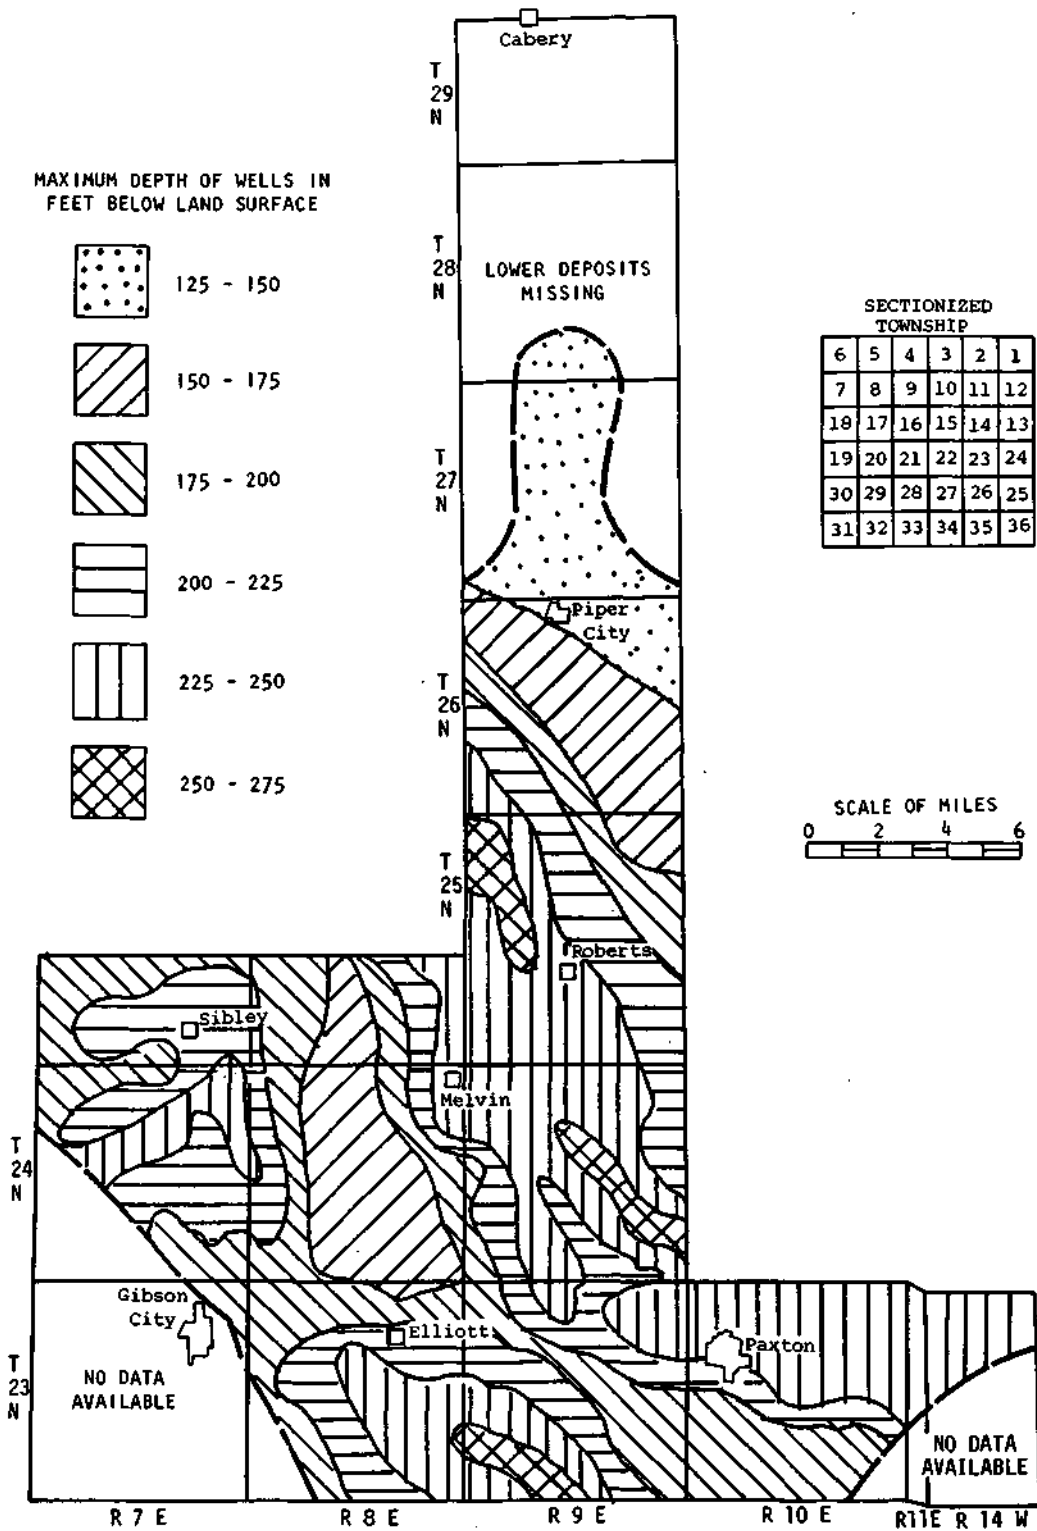 Cabery
T
29
N
MAXIMUM DEPTH OF WELLS IN
FEET BELOW LAND SURFACE
125 - 150
150 - 175
175 - 200
200 - 225
225 - 250
250 - 275
T
28
N
LOWER DEPOSITS
MISSING
SECTIONIZED
TOWNSHIP
6 5 4 3 2 1
7 8 9 10 11 12
18 17 16 15 14 13
19 20 21 22 23 24
30 29 28 27 26 25
31 32 33 34 35 36
T
27
N
Piper
City
T
26
N
SCALE OF MILES
0 2 4 6
T
25
N
Roberts
Sibley
Melvin
T
24
N
Gibson
City
Elliott
Paxton
T
23
N
NO DATA
AVAILABLE
NO DATA
AVAILABLE
R 7 E R 8 E R 9 E R 10 E R11E R 14 W